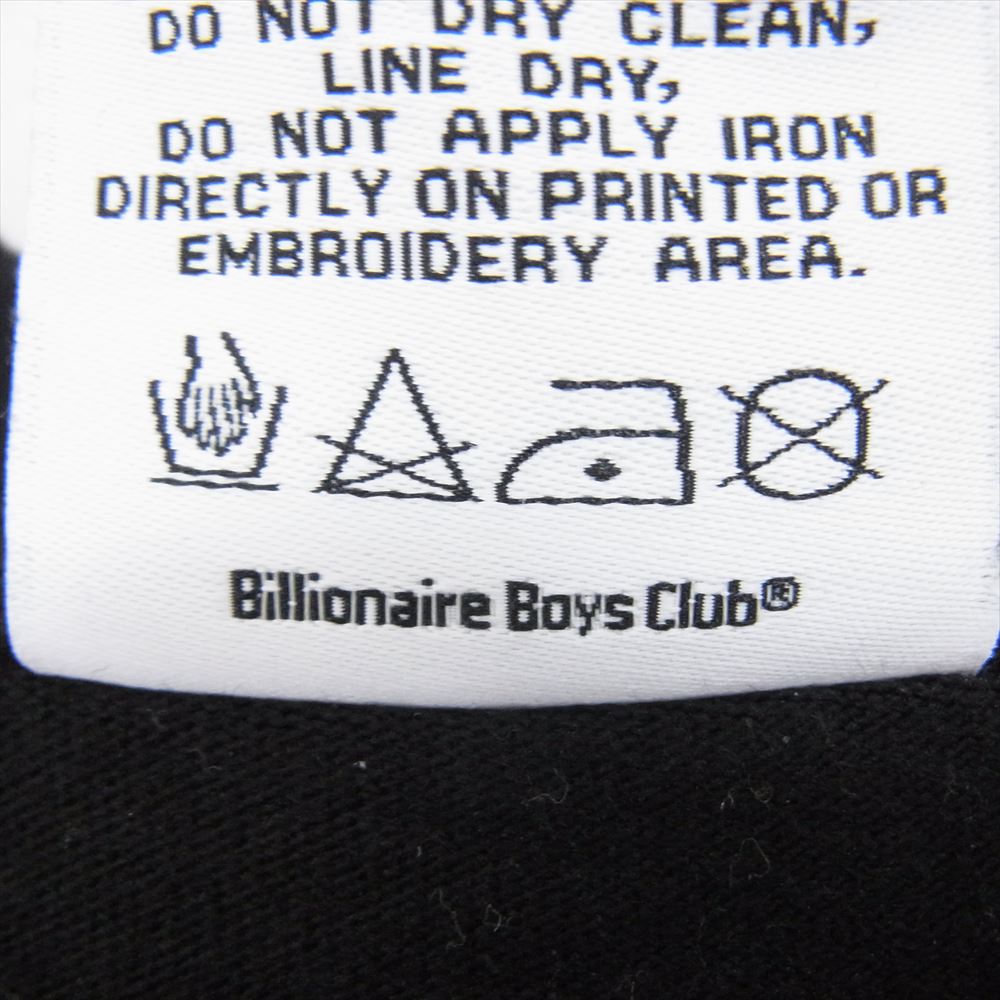 DO NOT DRY CLEAN,
LINE DRY,
DO NOT APPLY IRON
DIRECTLY ON PRINTED OR
EMBROIDERY AREA.
Billionaire Boys Club®